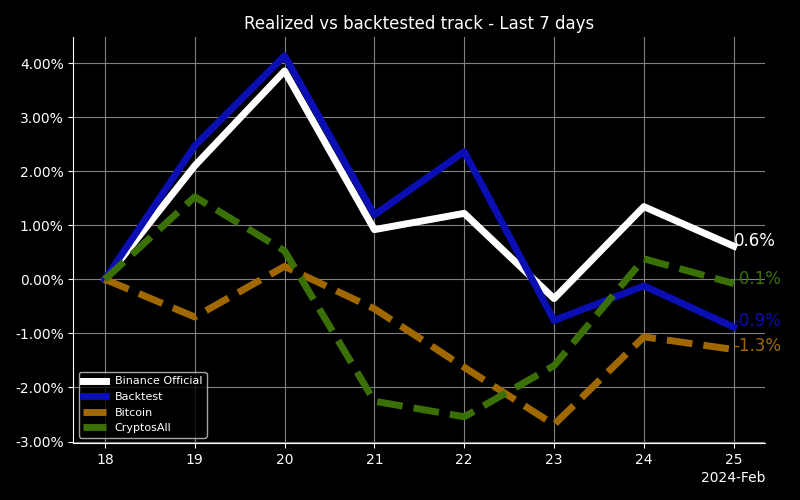 Realized vs backtested track - Last 7 days
4.00%
3.00%
2.00%
1.00%
0.00%
-1.00%
-2.00%
-3.00%
0.6%
-0.1%
-0.9%
-1.3%
Binance Official
Backtest
Bitcoin
CryptosAll
18 19 20 21 22 23 24 25
2024-Feb